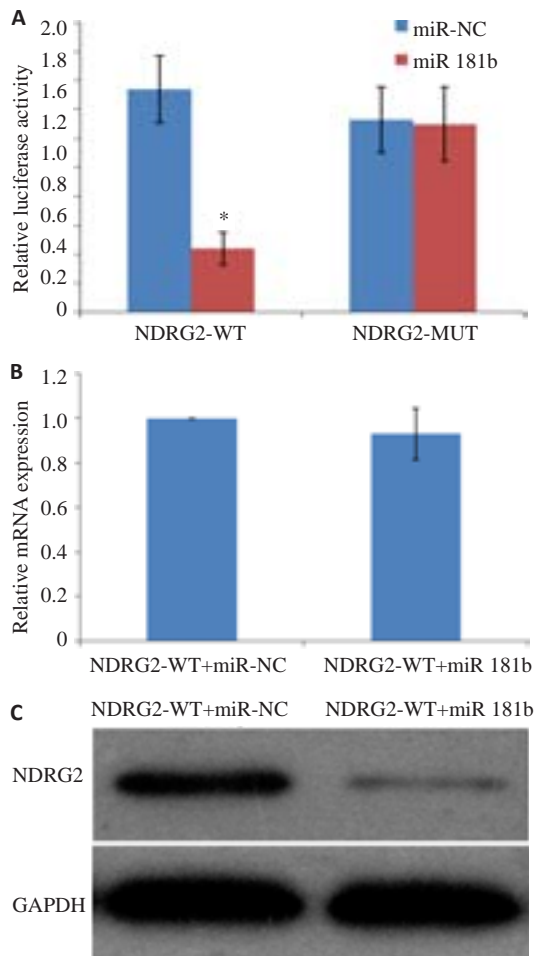 A
2.0
1.8
1.6
1.2
1.0
0.8
0.6
0.4
0.2
0
Relative luciferase activity
miR-NC
miR 181b
*
NDRG2-WT
NDRG2-MUT
B
1.2
1.0
0.8
0.6
0.4
0.2
0
Relative mRNA expression
NDRG2-WT+miR-NC
NDRG2-WT+miR 181b
C
NDRG2-WT+miR-NC
NDRG2-WT+miR 181b
NDRG2
GAPDH